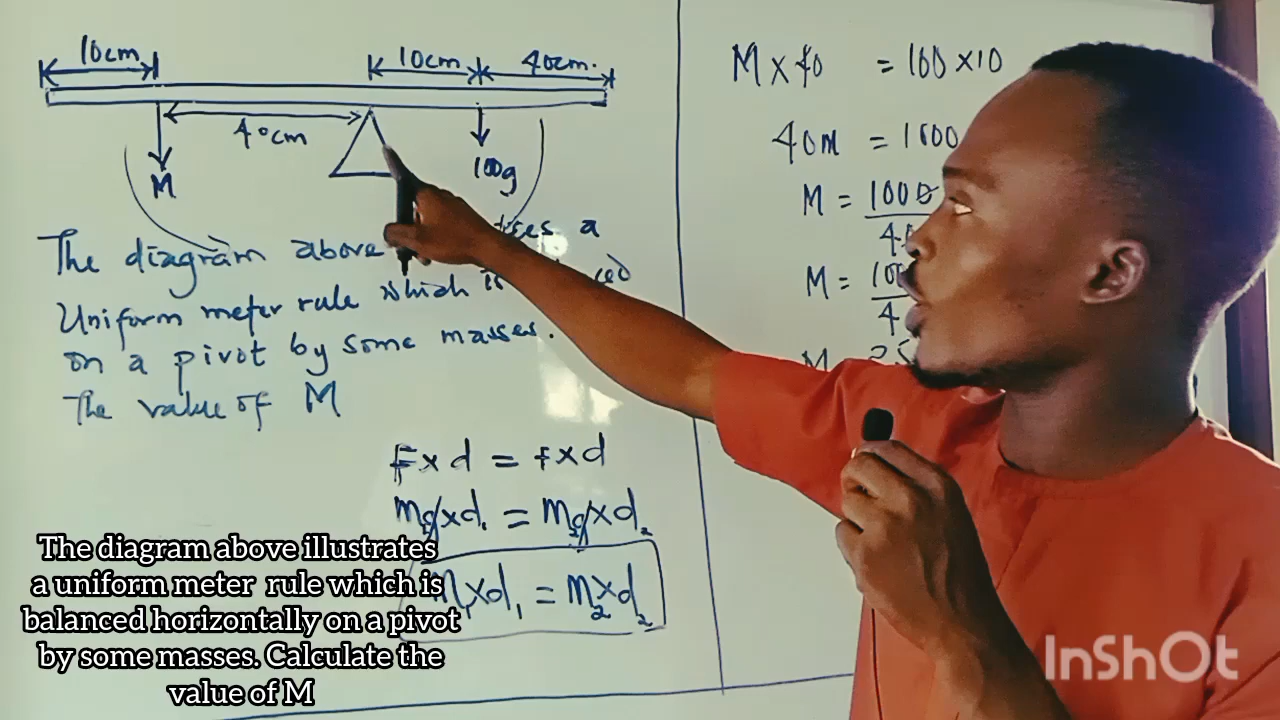 10cm
10cm
40cm.
40cm
M
100g
The diagram above a
Uniform meter rule which is
on a pivot by some masses.
The value of M
F x d = f x d
mg x d₁ = mg x d₂
m₁ x d₁ = m₂ x d₂
M x 40 = 100 x 10
40M = 1000
M = 1000
M =
4
M
The diagram above illustrates
a uniform meter rule which is
balanced horizontally on a pivot
by some masses. Calculate the
value of M
InShOt